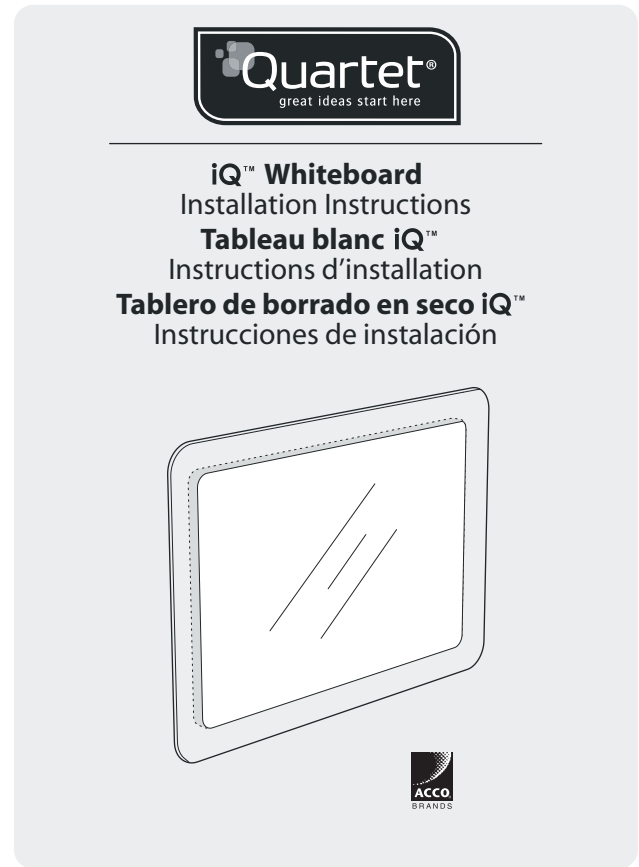 Quartet®
great ideas start here
iQ™ Whiteboard
Installation Instructions
Tableau blanc iQ™
Instructions d’installation
Tablero de borrado en seco iQ™
Instrucciones de instalación
ACCO®
BRANDS